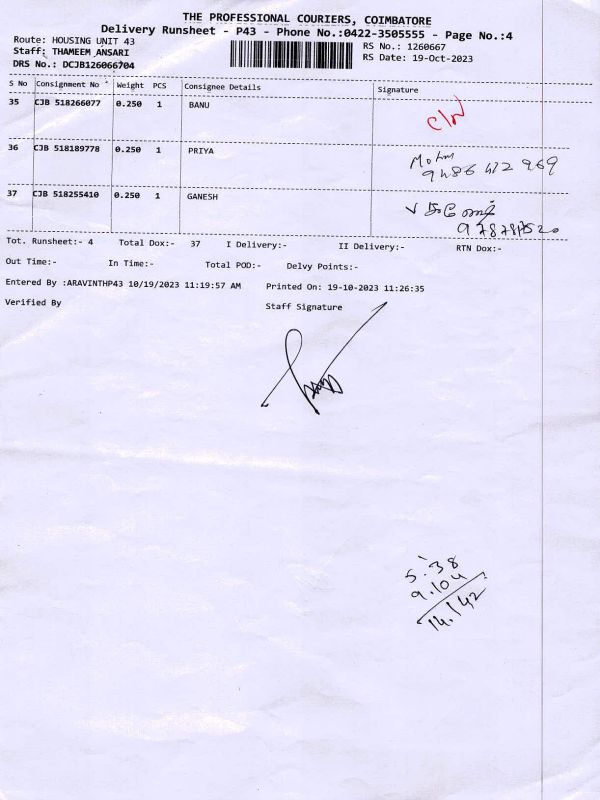 THE PROFESSIONAL COURIERS, COIMBATORE
Delivery Runsheet - P43 - Phone No.:0422-3505555 - Page No.:4
Route: HOUSING UNIT 43 RS No.: 1260667
Staff: THAMEEM ANSARI RS Date: 19-Oct-2023
DRS No.: DCJB126066704
S No Consignment No Weight PCS Consignee Details Signature
35 CJB 518266077 0.250 1 BANU
C/N
36 CJB 518189778 0.250 1 PRIYA
9486 412 969
37 CJB 518255410 0.250 1 GANESH
Tot. Runsheet:- 4 Total Dox:- 37 I Delivery:- II Delivery:- RTN Dox:-
Out Time:- In Time:- Total POD:- Delvy Points:-
Entered By :ARAVINTHP43 10/19/2023 11:19:57 AM Printed On: 19-10-2023 11:26:35
Verified By Staff Signature
5.38
9.104
14.142